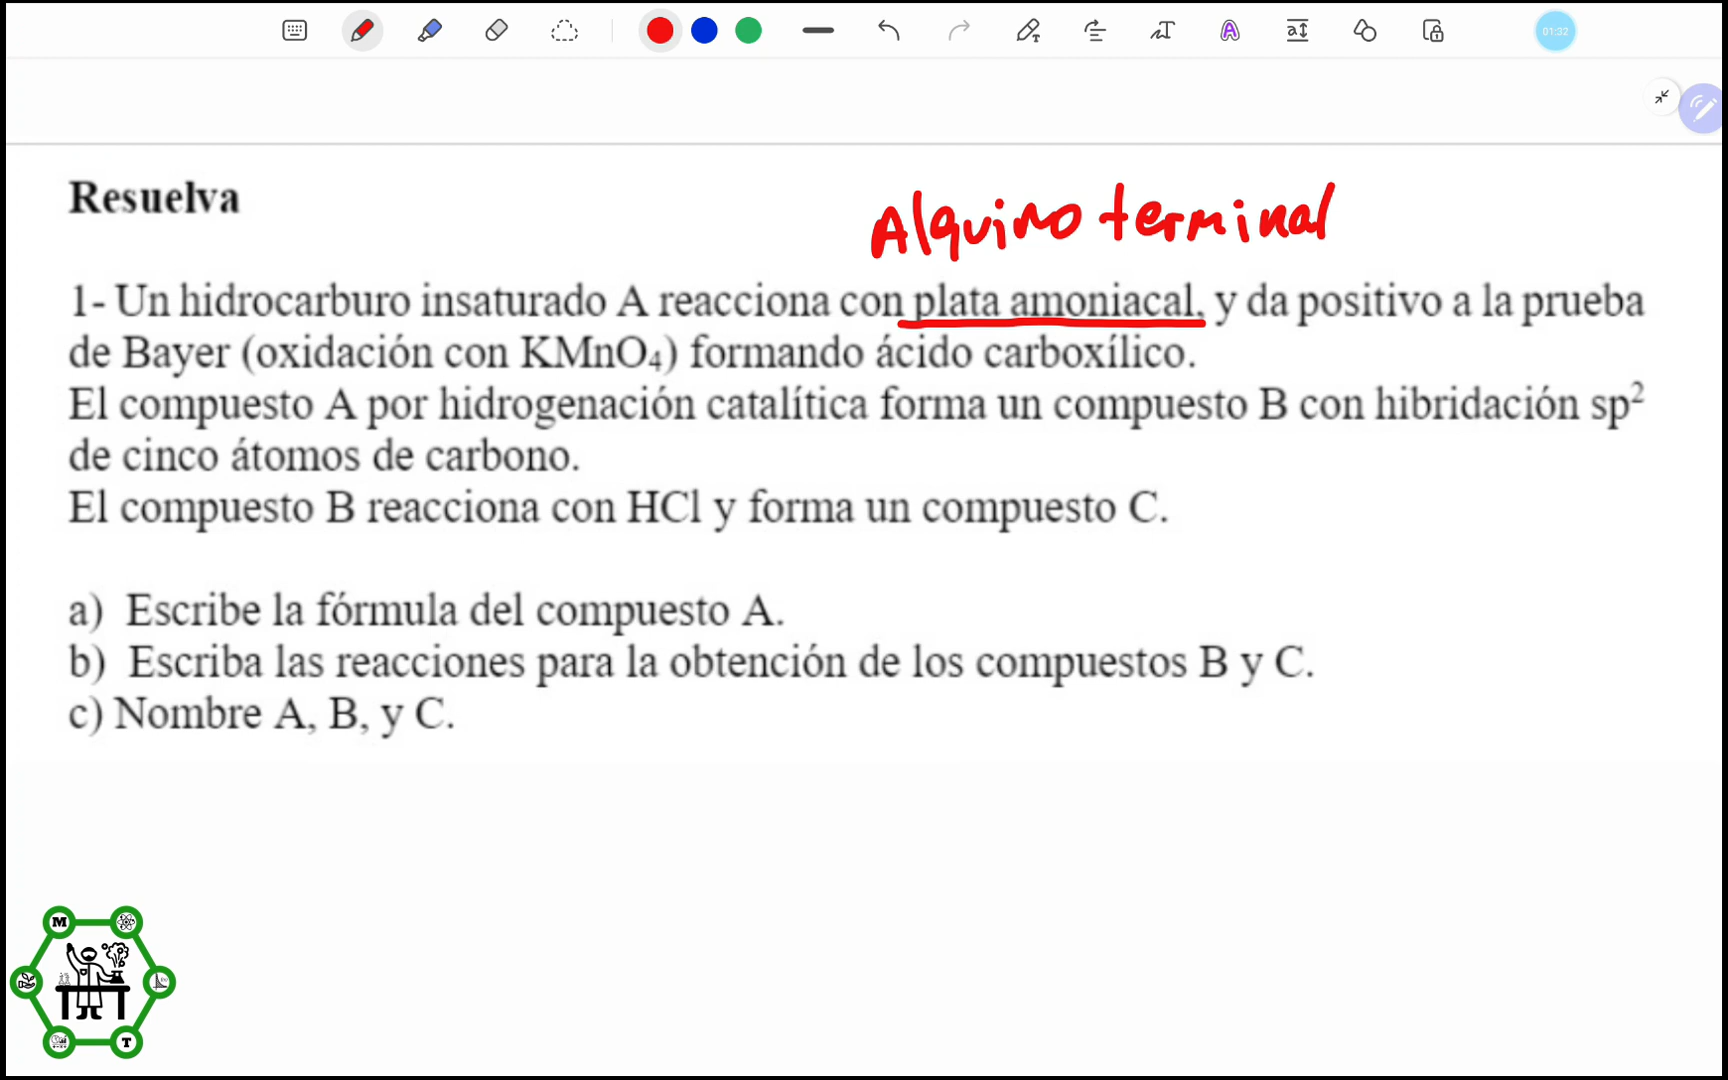 01:32
Resuelva
Alquino terminal
1- Un hidrocarburo insaturado A reacciona con plata amoniacal, y da positivo a la prueba
de Bayer (oxidación con KMnO₄) formando ácido carboxílico.
El compuesto A por hidrogenación catalítica forma un compuesto B con hibridación sp²
de cinco átomos de carbono.
El compuesto B reacciona con HCl y forma un compuesto C.
a) Escribe la fórmula del compuesto A.
b) Escriba las reacciones para la obtención de los compuestos B y C.
c) Nombre A, B, y C.
M
T